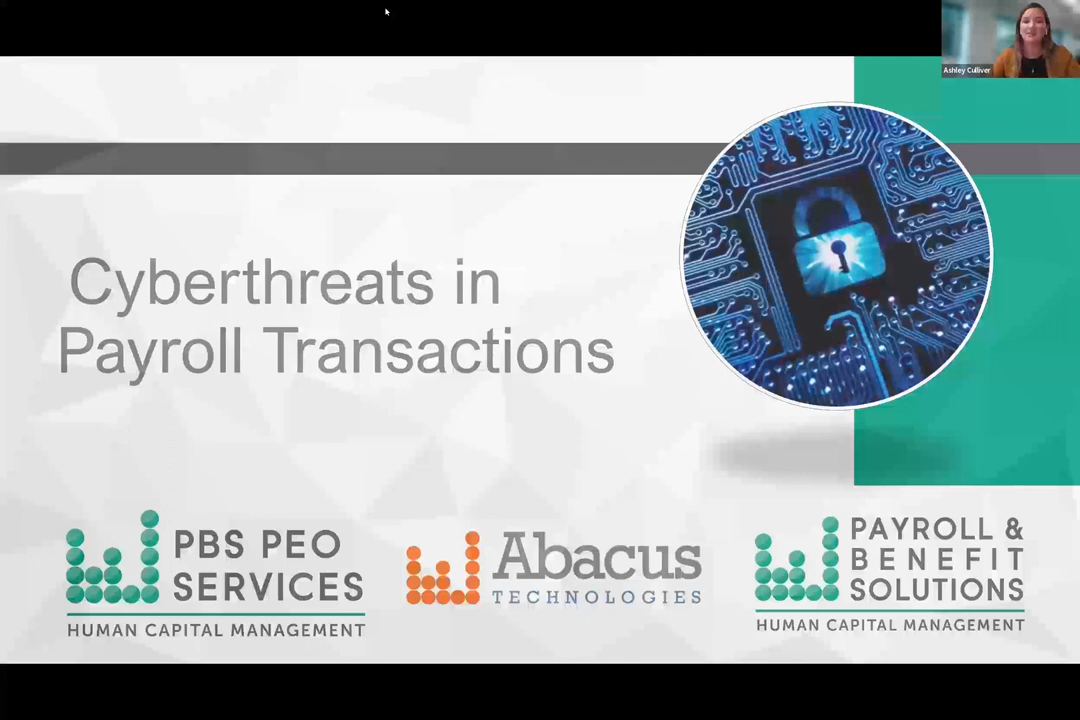 Ashley Culliver
Cyberthreats in
Payroll Transactions
PBS PEO
SERVICES
HUMAN CAPITAL MANAGEMENT
Abacus
TECHNOLOGIES
PAYROLL &
BENEFIT
SOLUTIONS
HUMAN CAPITAL MANAGEMENT